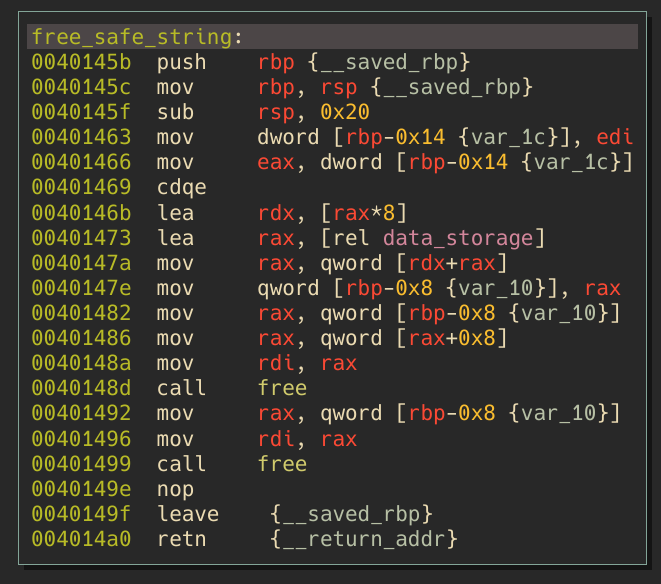 free_safe_string:
0040145b  push    rbp {__saved_rbp}
0040145c  mov     rbp, rsp {__saved_rbp}
0040145f  sub     rsp, 0x20
00401463  mov     dword [rbp-0x14 {var_1c}], edi
00401466  mov     eax, dword [rbp-0x14 {var_1c}]
00401469  cdqe
0040146b  lea     rdx, [rax*8]
00401473  lea     rax, [rel data_storage]
0040147a  mov     rax, qword [rdx+rax]
0040147e  mov     qword [rbp-0x8 {var_10}], rax
00401482  mov     rax, qword [rbp-0x8 {var_10}]
00401486  mov     rax, qword [rax+0x8]
0040148a  mov     rdi, rax
0040148d  call    free
00401492  mov     rax, qword [rbp-0x8 {var_10}]
00401496  mov     rdi, rax
00401499  call    free
0040149e  nop
0040149f  leave    {__saved_rbp}
004014a0  retn     {__return_addr}